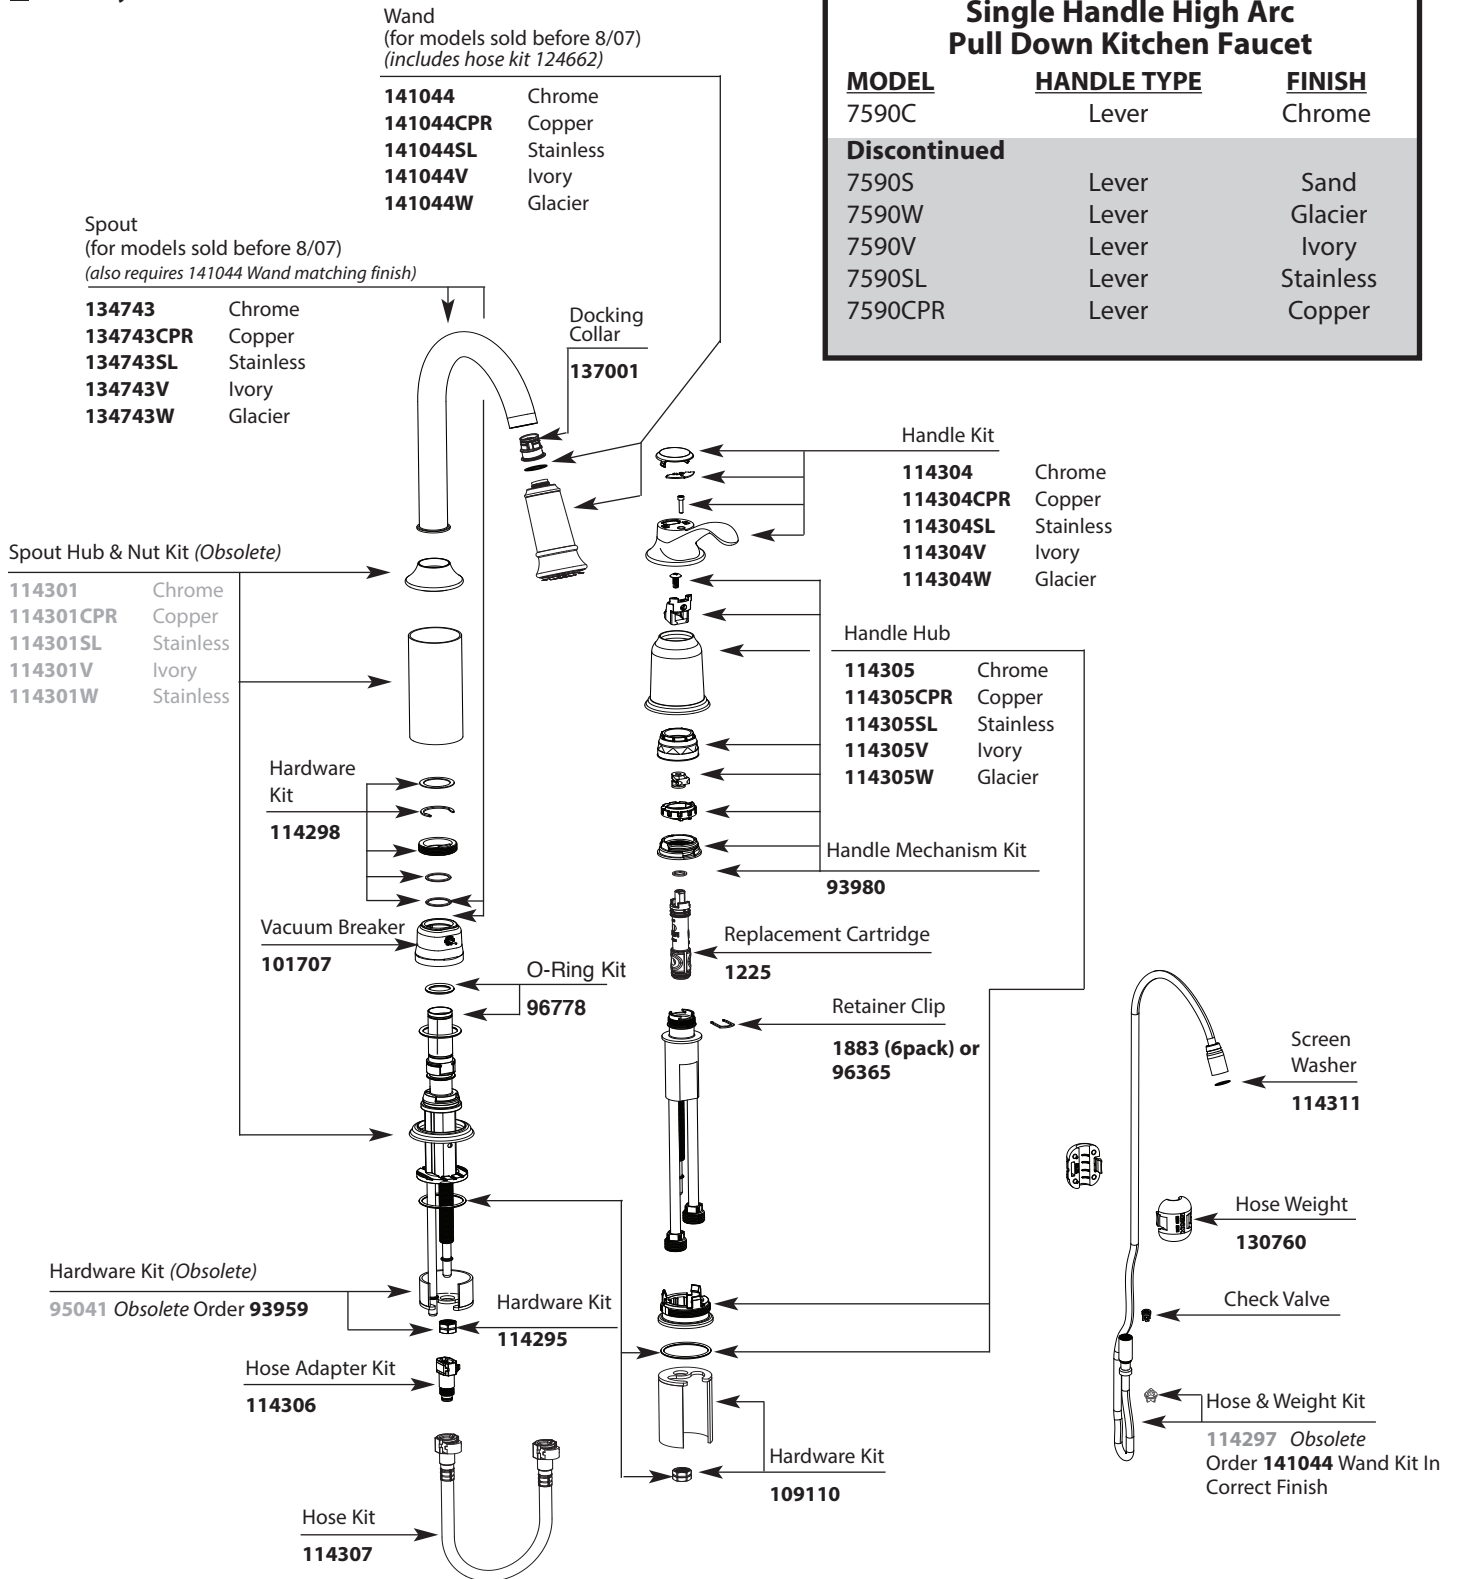 Single Handle High Arc
Pull Down Kitchen Faucet
MODEL HANDLE TYPE FINISH
7590C Lever Chrome
Discontinued
7590S Lever Sand
7590W Lever Glacier
7590V Lever Ivory
7590SL Lever Stainless
7590CPR Lever Copper
Wand
(for models sold before 8/07)
(includes hose kit 124662)
141044 Chrome
141044CPR Copper
141044SL Stainless
141044V Ivory
141044W Glacier
Spout
(for models sold before 8/07)
(also requires 141044 Wand matching finish)
134743 Chrome
134743CPR Copper
134743SL Stainless
134743V Ivory
134743W Glacier
Docking
Collar
137001
Handle Kit
114304 Chrome
114304CPR Copper
114304SL Stainless
114304V Ivory
114304W Glacier
Spout Hub & Nut Kit (Obsolete)
114301 Chrome
114301CPR Copper
114301SL Stainless
114301V Ivory
114301W Stainless
Handle Hub
114305 Chrome
114305CPR Copper
114305SL Stainless
114305V Ivory
114305W Glacier
Hardware
Kit
114298
Handle Mechanism Kit
93980
Vacuum Breaker
101707
Replacement Cartridge
1225
O-Ring Kit
96778
Retainer Clip
1883 (6pack) or
96365
Screen
Washer
114311
Hose Weight
130760
Hardware Kit (Obsolete)
95041 Obsolete Order 93959
Hardware Kit
114295
Check Valve
Hose Adapter Kit
114306
Hose & Weight Kit
114297 Obsolete
Order 141044 Wand Kit In
Correct Finish
Hardware Kit
109110
Hose Kit
114307